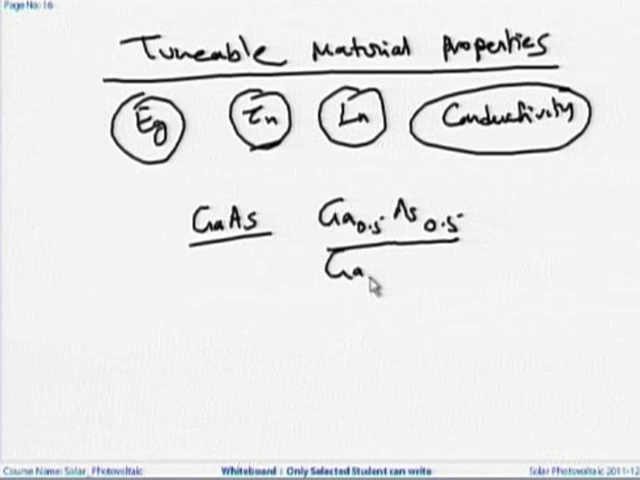 Page No: 16
Tuneable Material Properties
Eg τn Ln Conductivity
GaAs Ga0.5 As0.5
Ga
Course Name: Solar_Photovoltaic Whiteboard : Only Selected Student can write Solar Photovoltaic 2011-12